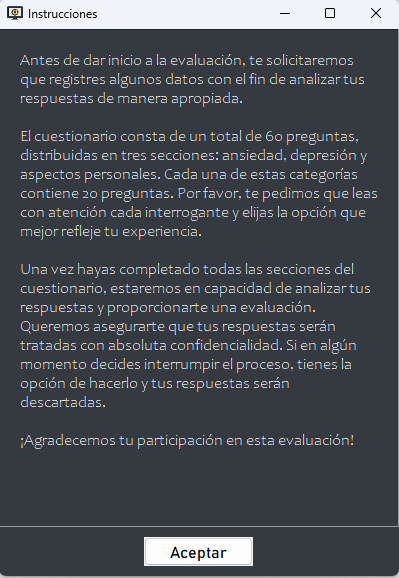 Instrucciones
Antes de dar inicio a la evaluación, te solicitaremos
que registres algunos datos con el fin de analizar tus
respuestas de manera apropiada.
El cuestionario consta de un total de 60 preguntas,
distribuidas en tres secciones: ansiedad, depresión y
aspectos personales. Cada una de estas categorías
contiene 20 preguntas. Por favor, te pedimos que leas
con atención cada interrogante y elijas la opción que
mejor refleje tu experiencia.
Una vez hayas completado todas las secciones del
cuestionario, estaremos en capacidad de analizar tus
respuestas y proporcionarte una evaluación.
Queremos asegurarte que tus respuestas serán
tratadas con absoluta confidencialidad. Si en algún
momento decides interrumpir el proceso, tienes la
opción de hacerlo y tus respuestas serán
descartadas.
¡Agradecemos tu participación en esta evaluación!
Aceptar